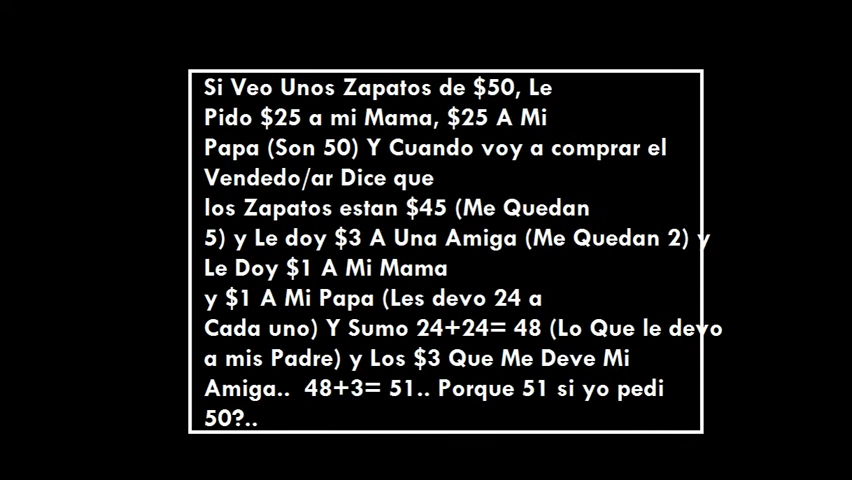 Si Veo Unos Zapatos de $50, Le
Pido $25 a mi Mama, $25 A Mi
Papa (Son 50) Y Cuando voy a comprar el
Vendedo/ar Dice que
los Zapatos estan $45 (Me Quedan
5) y Le doy $3 A Una Amiga (Me Quedan 2) y
Le Doy $1 A Mi Mama
y $1 A Mi Papa (Les devo 24 a
Cada uno) Y Sumo 24+24= 48 (Lo Que le devo
a mis Padre) y Los $3 Que Me Deve Mi
Amiga.. 48+3= 51.. Porque 51 si yo pedi
50?..